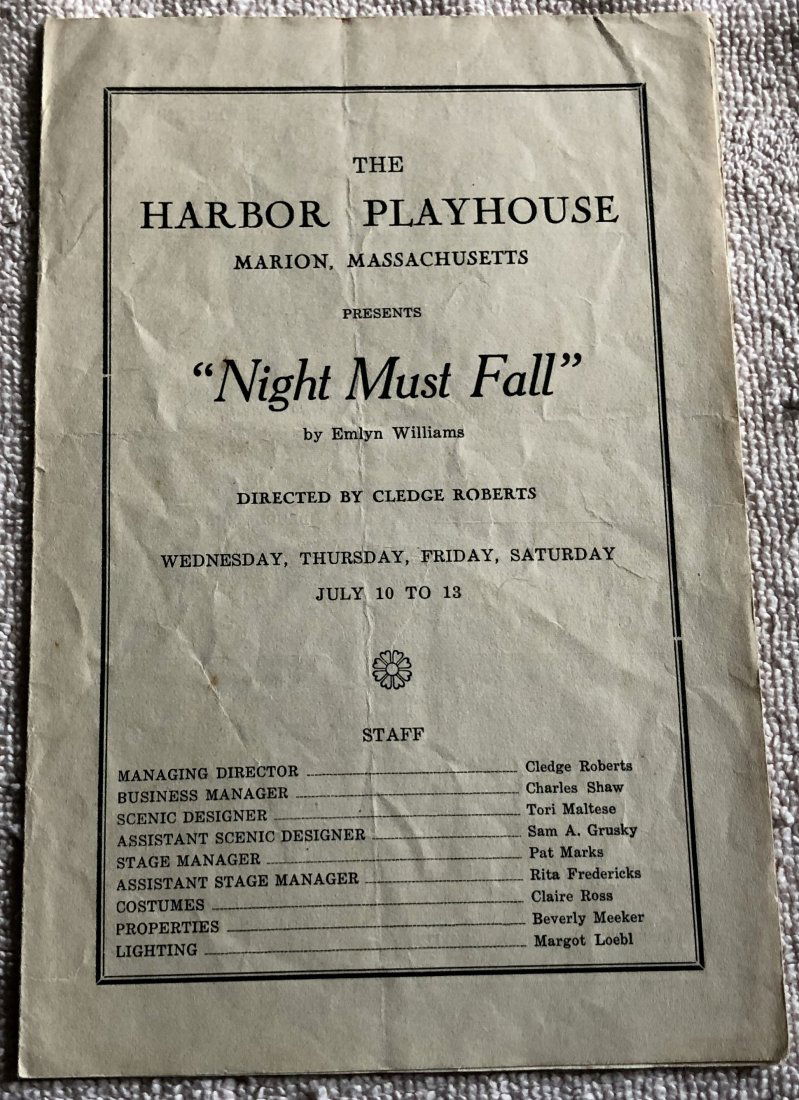 THE
HARBOR PLAYHOUSE
MARION, MASSACHUSETTS
PRESENTS
"Night Must Fall"
by Emlyn Williams
DIRECTED BY CLEDGE ROBERTS
WEDNESDAY, THURSDAY, FRIDAY, SATURDAY
JULY 10 TO 13
STAFF
MANAGING DIRECTOR Cledge Roberts
BUSINESS MANAGER Charles Shaw
SCENIC DESIGNER Tori Maltese
ASSISTANT SCENIC DESIGNER Sam A. Grusky
STAGE MANAGER Pat Marks
ASSISTANT STAGE MANAGER Rita Fredericks
COSTUMES Claire Ross
PROPERTIES Beverly Meeker
LIGHTING Margot Loebl